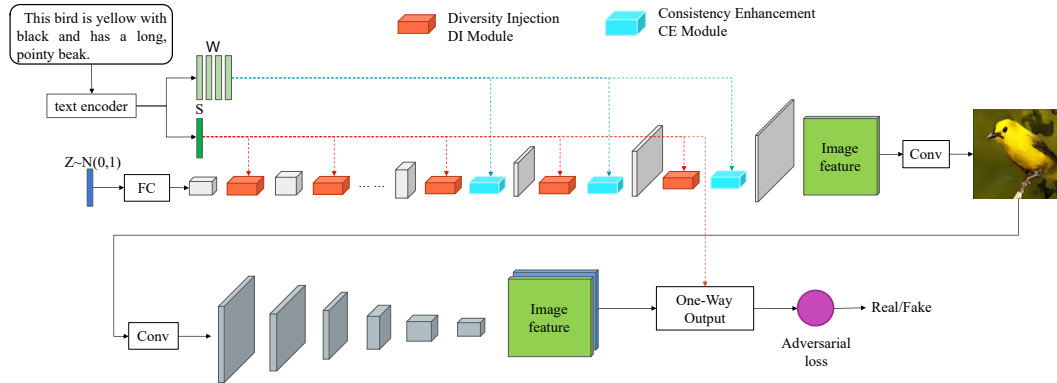 This bird is yellow with
black and has a long,
pointy beak.
Diversity Injection
DI Module
Consistency Enhancement
CE Module
W
text encoder
S
Z~N(0,1)
FC
... ...
Image
feature
Conv
Conv
Image
feature
One-Way
Output
Real/Fake
Adversarial
loss